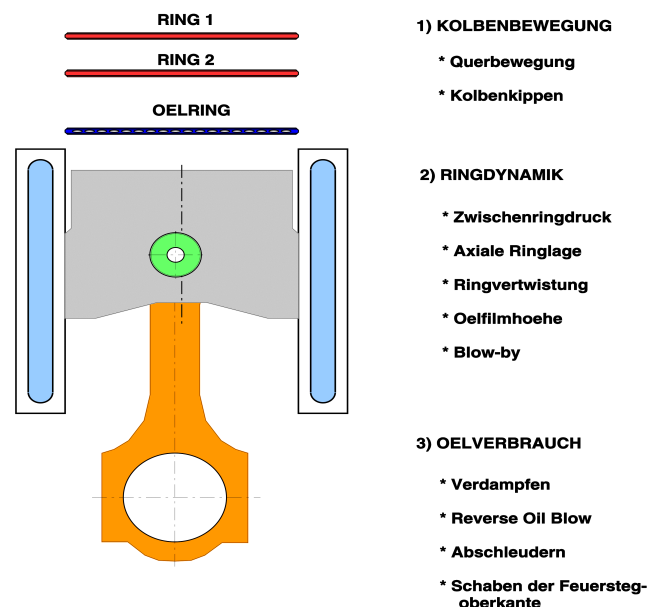 RING 1
RING 2
OELRING
1) KOLBENBEWEGUNG
* Querbewegung
* Kolbenkippen
2) RINGDYNAMIK
* Zwischenringdruck
* Axiale Ringlage
* Ringvertwistung
* Oelfilmhoehe
* Blow-by
3) OELVERBRAUCH
* Verdampfen
* Reverse Oil Blow
* Abschleudern
* Schaben der Feuersteg-
oberkante